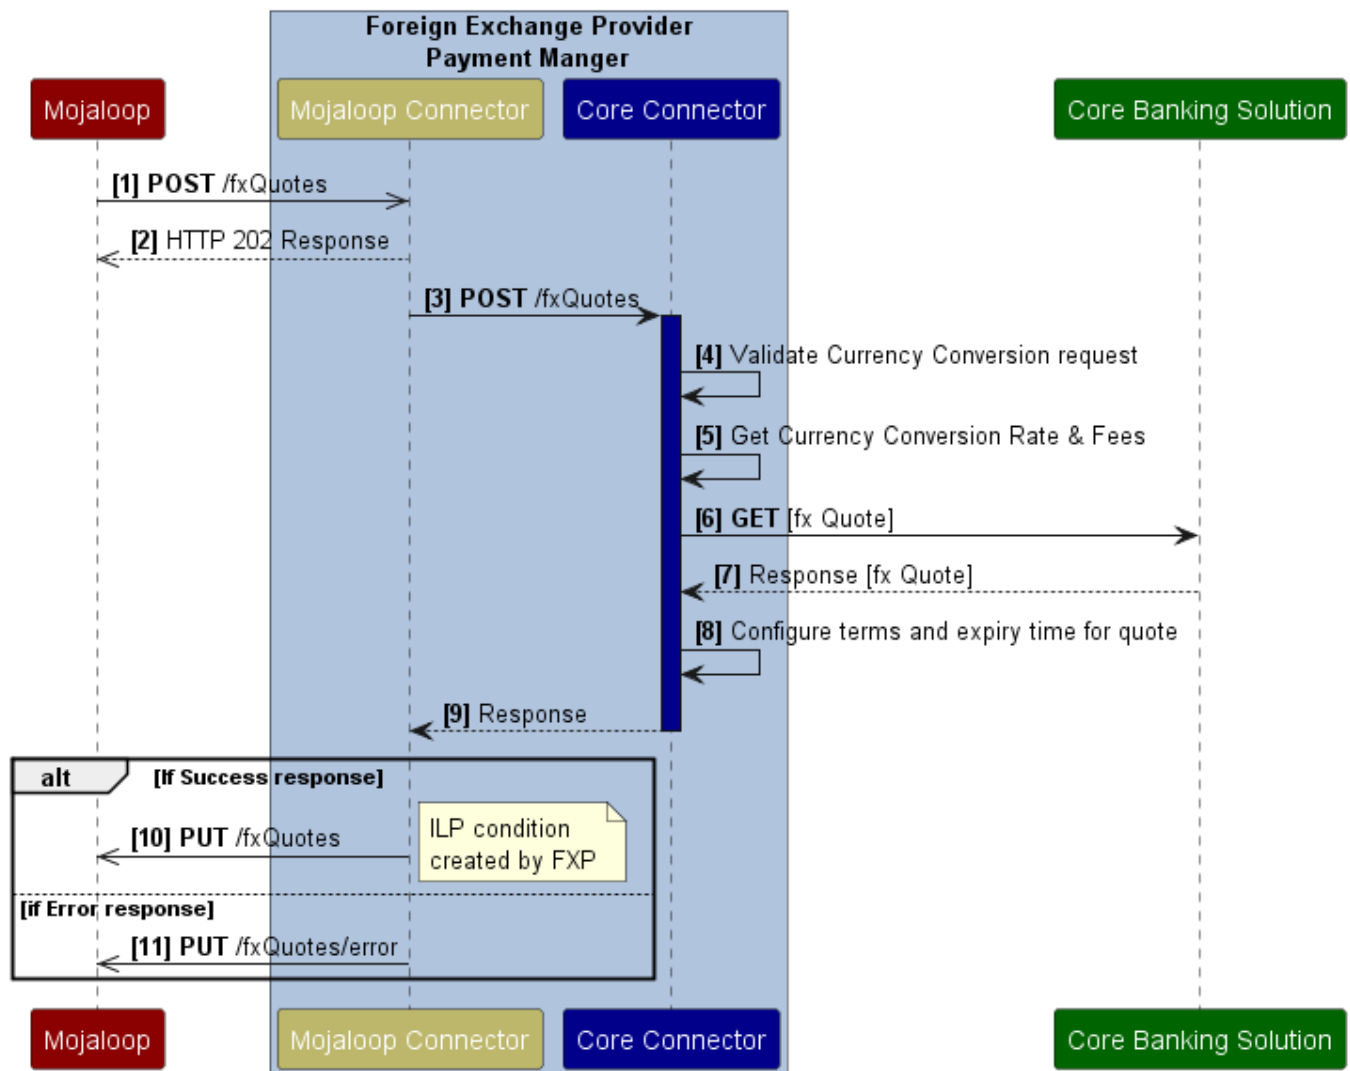 Foreign Exchange Provider
Payment Manger
Mojaloop
Mojaloop Connector
Core Connector
Core Banking Solution
[1] POST /fxQuotes
[2] HTTP 202 Response
[3] POST /fxQuotes
[4] Validate Currency Conversion request
[5] Get Currency Conversion Rate & Fees
[6] GET [fx Quote]
[7] Response [fx Quote]
[8] Configure terms and expiry time for quote
[9] Response
alt
[If Success response]
ILP condition
created by FXP
[10] PUT /fxQuotes
[if Error response]
[11] PUT /fxQuotes/error
Mojaloop
Mojaloop Connector
Core Connector
Core Banking Solution